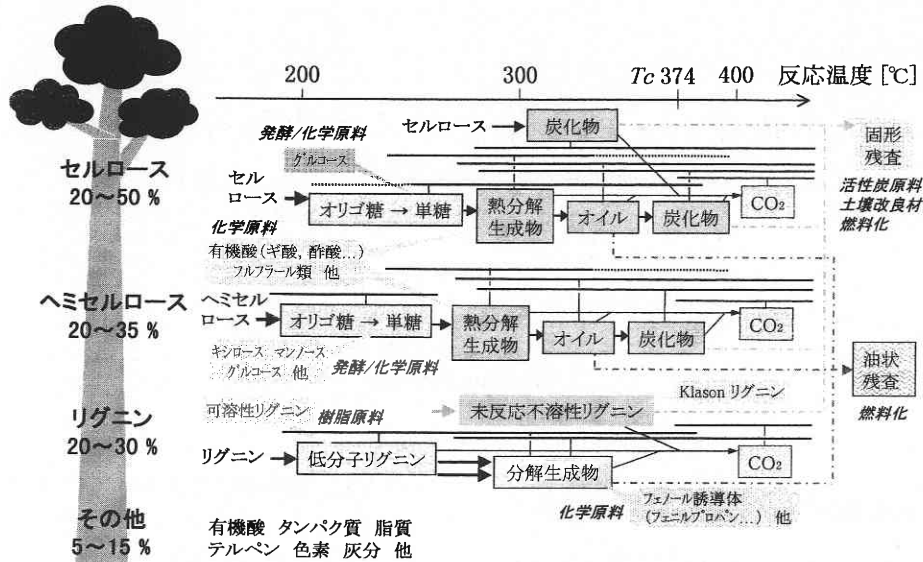 200
300
Tc 374
400
反応温度 [℃]
セルロース
炭化物
固形
残査
発酵/化学原料
グルコース
セルロース
20〜50 %
セル
ロース
オリゴ糖 → 単糖
熱分解
生成物
オイル
炭化物
CO₂
活性炭原料
土壌改良材
燃料化
化学原料
有機酸(ギ酸, 酢酸...)
フルフラール類 他
ヘミセルロース
20〜35 %
ヘミセル
ロース
オリゴ糖 → 単糖
熱分解
生成物
オイル
炭化物
CO₂
キシロース マンノース
グルコース 他
発酵/化学原料
油状
残査
燃料化
Klason リグニン
リグニン
20〜30 %
可溶性リグニン
樹脂原料
未反応不溶性リグニン
リグニン
低分子リグニン
分解生成物
CO₂
化学原料
フェノール誘導体
(フェニルプロパン...) 他
その他
5〜15 %
有機酸 タンパク質 脂質
テルペン 色素 灰分 他